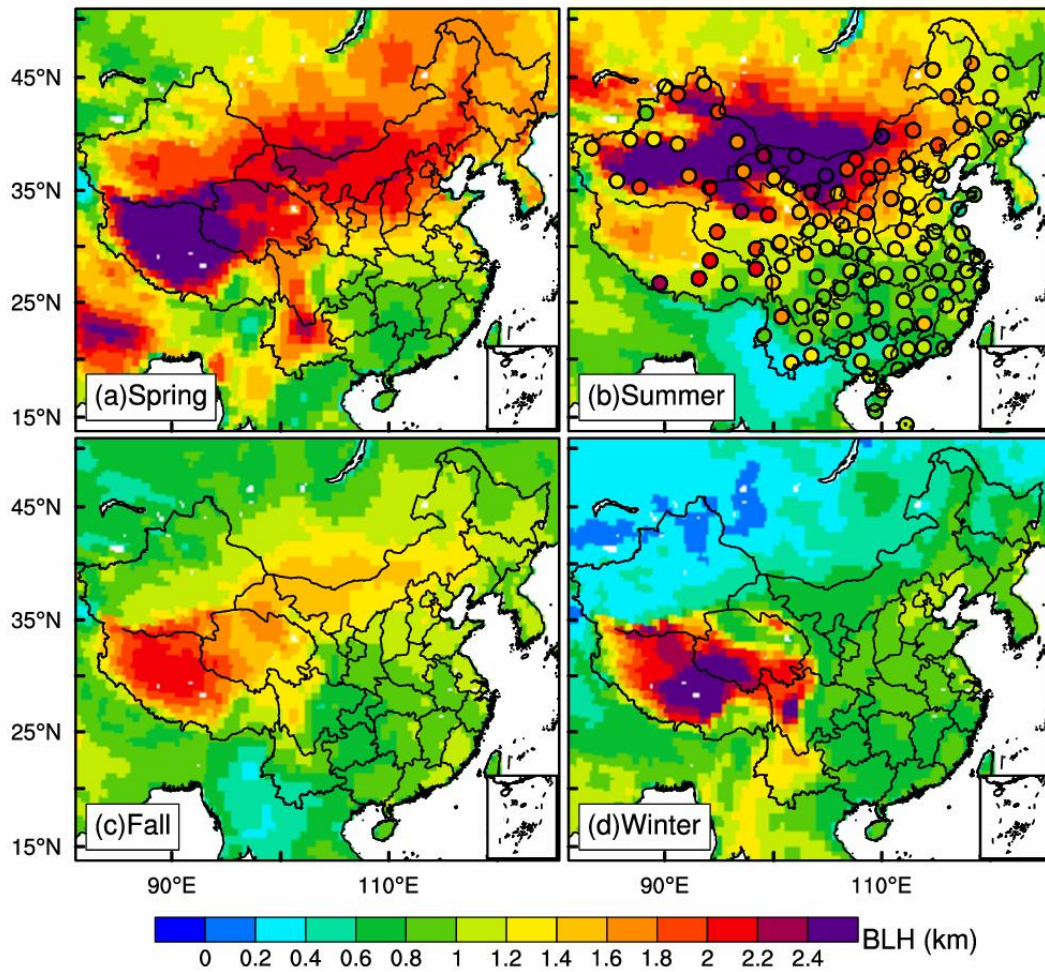 45°N
35°N
25°N
15°N
(a)Spring
(b)Summer
45°N
35°N
25°N
15°N
(c)Fall
(d)Winter
90°E 110°E 90°E 110°E
0 0.2 0.4 0.6 0.8 1 1.2 1.4 1.6 1.8 2 2.2 2.4 BLH (km)